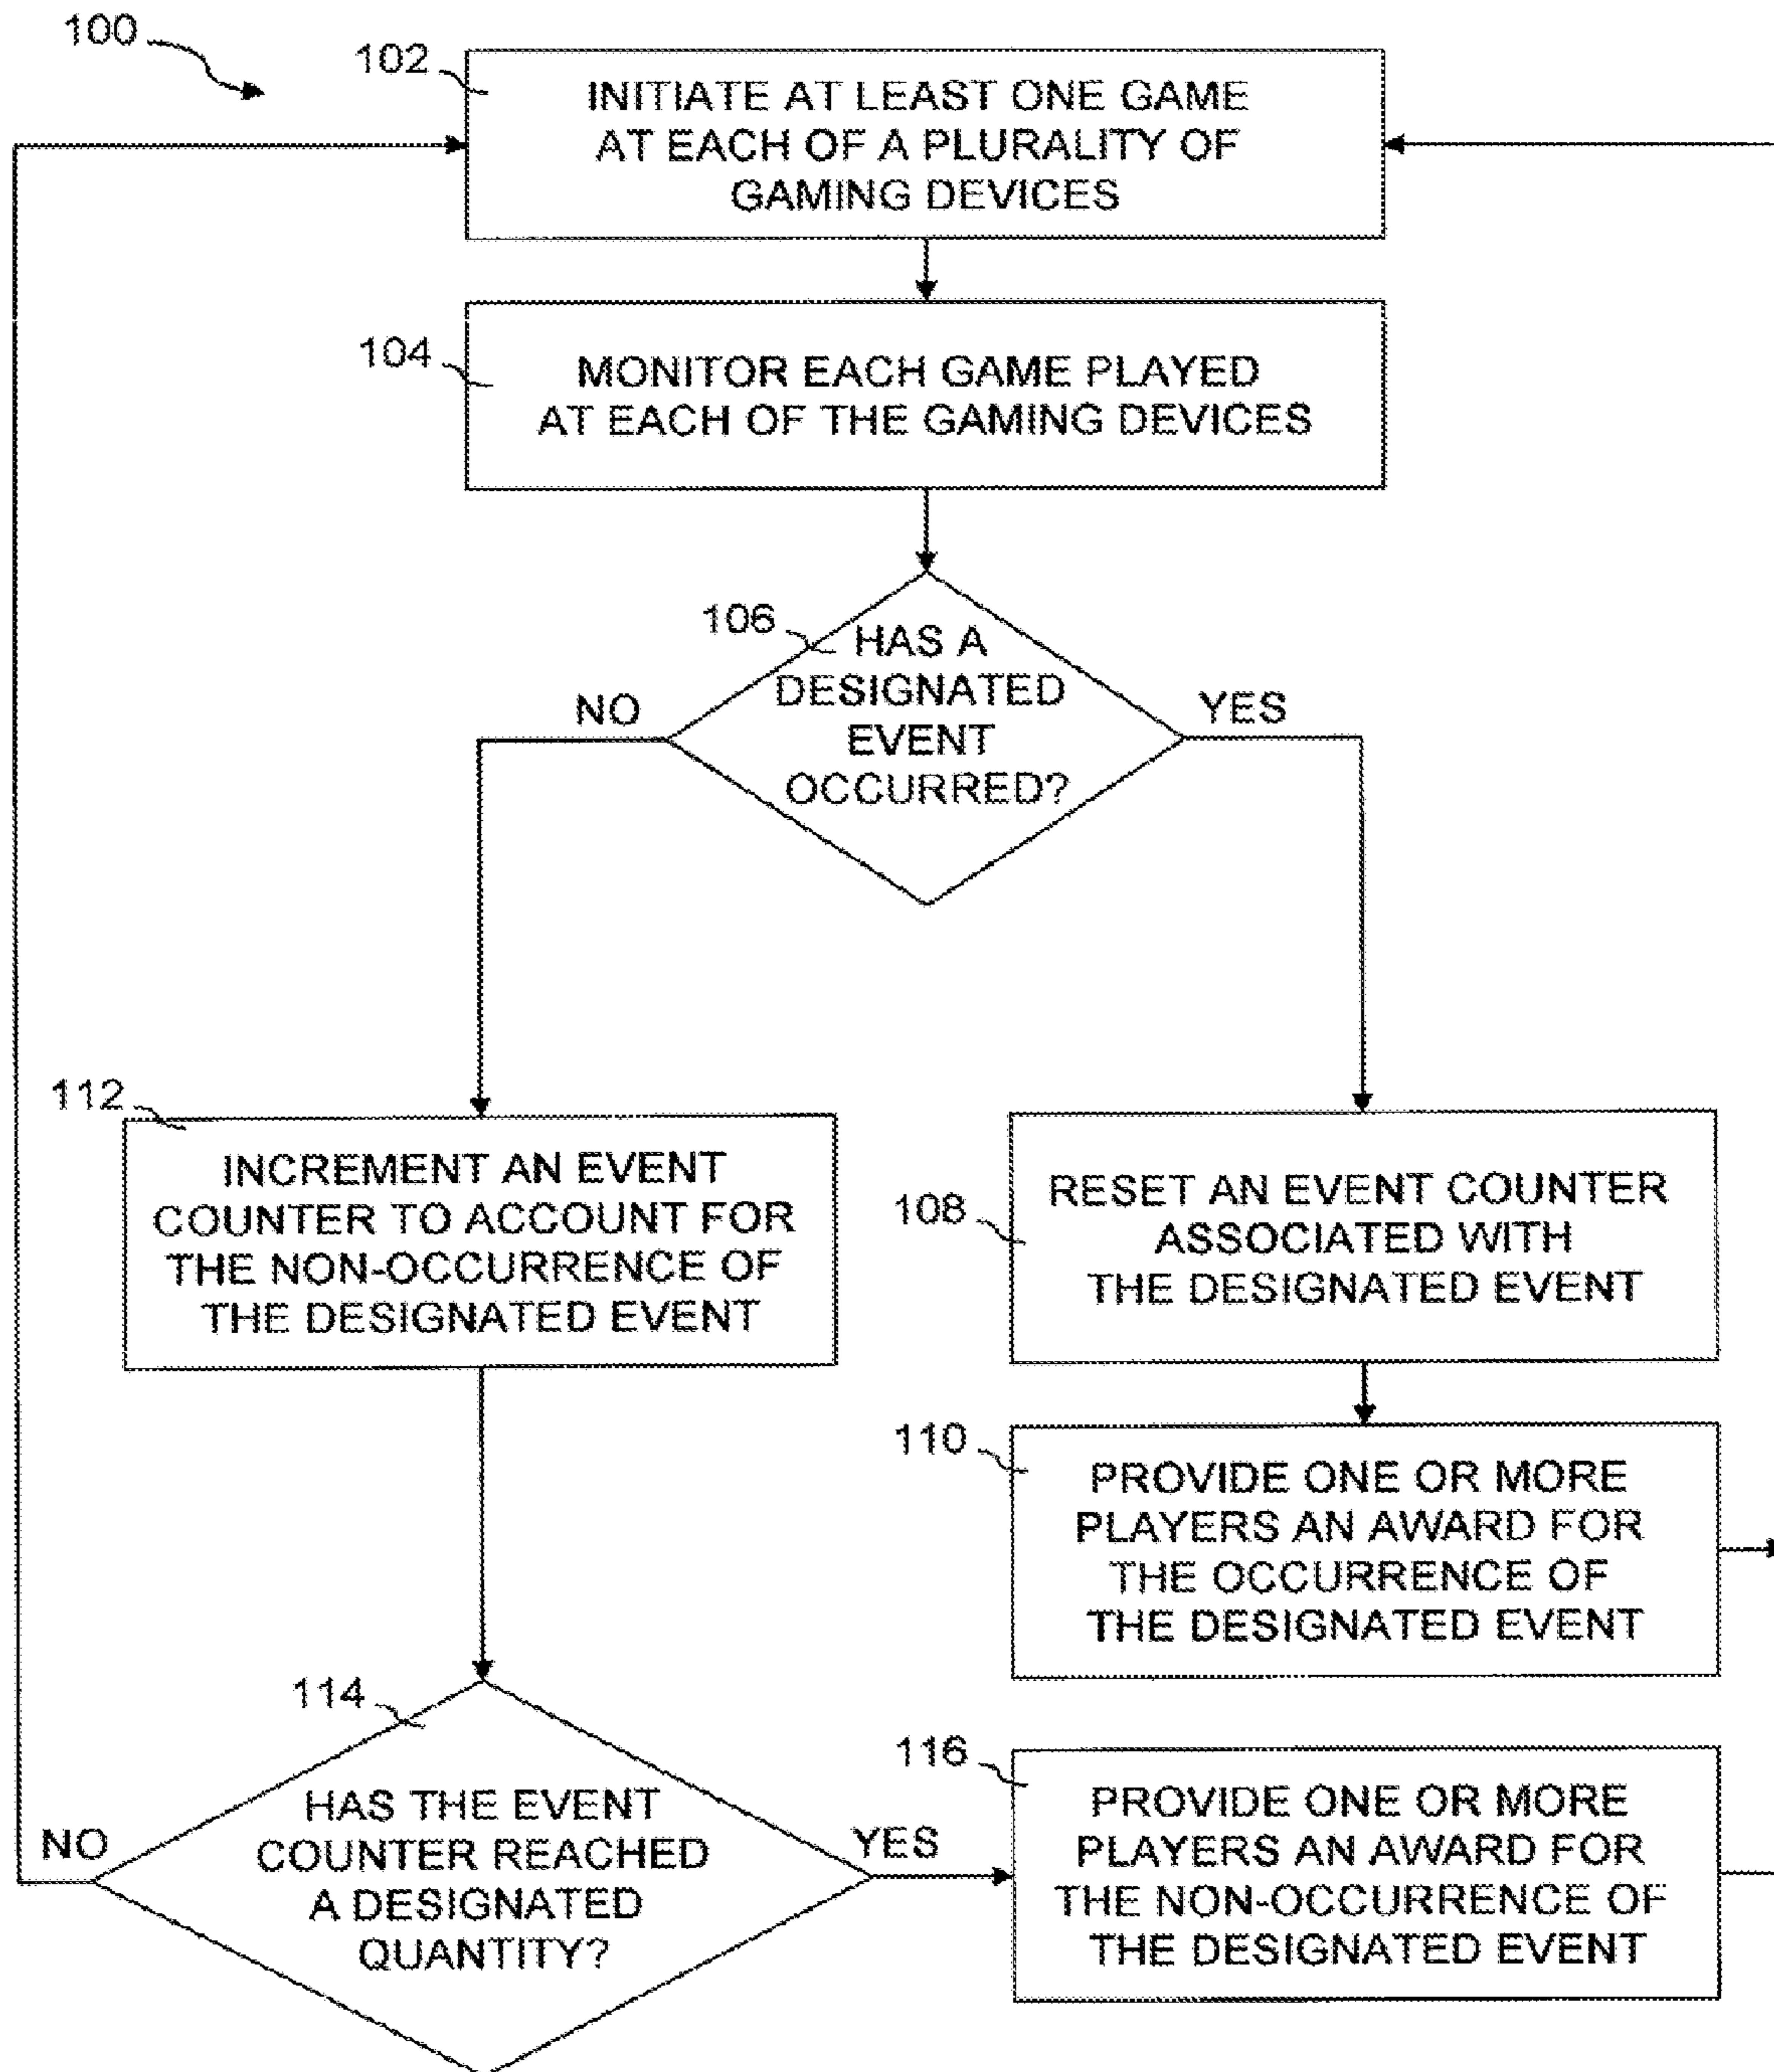 100
102
INITIATE AT LEAST ONE GAME
AT EACH OF A PLURALITY OF
GAMING DEVICES
104
MONITOR EACH GAME PLAYED
AT EACH OF THE GAMING DEVICES
106
HAS A
DESIGNATED
EVENT
OCCURRED?
NO
YES
112
INCREMENT AN EVENT
COUNTER TO ACCOUNT FOR
THE NON-OCCURRENCE OF
THE DESIGNATED EVENT
108
RESET AN EVENT COUNTER
ASSOCIATED WITH
THE DESIGNATED EVENT
110
PROVIDE ONE OR MORE
PLAYERS AN AWARD FOR
THE OCCURRENCE OF
THE DESIGNATED EVENT
114
HAS THE EVENT
COUNTER REACHED
A DESIGNATED
QUANTITY?
NO
YES
116
PROVIDE ONE OR MORE
PLAYERS AN AWARD FOR
THE NON-OCCURRENCE OF
THE DESIGNATED EVENT